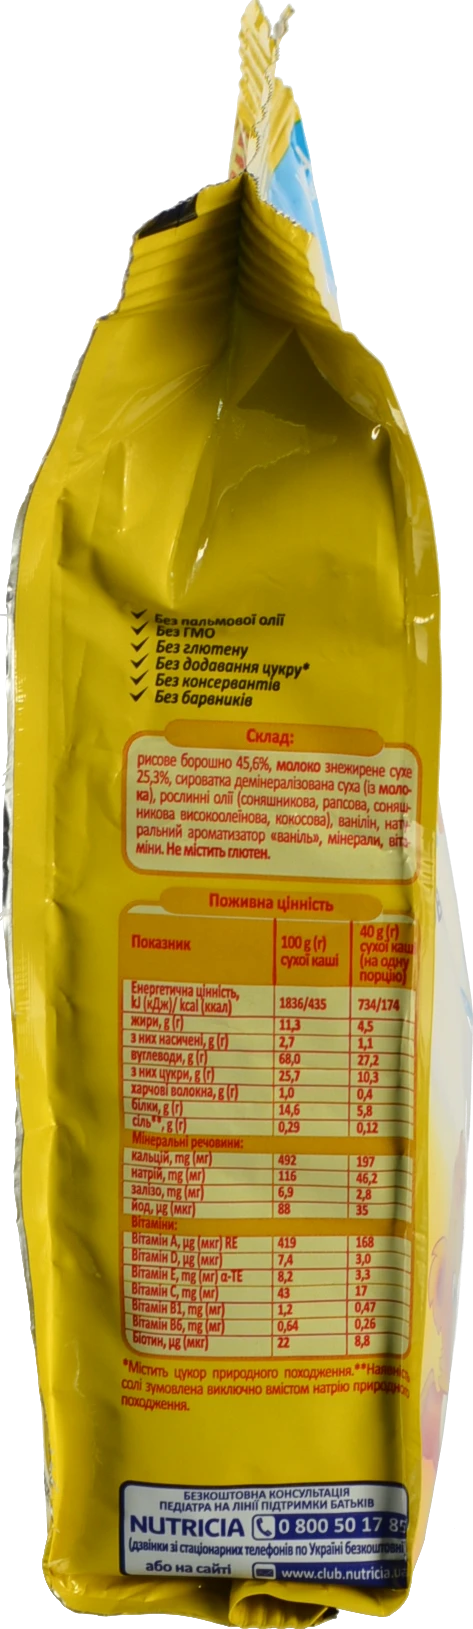 Без пальмової олії
Без ГМО
Без глютену
Без додавання цукру*
Без консервантів
Без барвників
Склад:
рисове борошно 45,6%, молоко знежирене сухе
25,3%, сироватка демінералізована суха (із моло-
ка), рослинні олії (соняшникова, рапсова, соняш-
никова високоолеїнова, кокосова), ванілін, нату-
ральний ароматизатор «ваніль», мінерали, віта-
міни. Не містить глютен.
Поживна цінність
Показник
100 g (г)
сухої каші
40 g (г)
сухої каш
(на одну
порцію)
Енергетична цінність,
kJ (кДж)/ kcal (ккал) 1836/435 734/174
жири, g (г) 11,3 4,5
з них насичені, g (г) 2,7 1,1
вуглеводи, g (г) 68,0 27,2
з них цукри, g (г) 25,7 10,3
харчові волокна, g (г) 1,0 0,4
білки, g (г) 14,6 5,8
сіль**, g (г) 0,29 0,12
Мінеральні речовини:
кальцій, mg (мг) 492 197
натрій, mg (мг) 116 46,2
залізо, mg (мг) 6,9 2,8
йод, µg (мкг) 88 35
Вітаміни:
Вітамін A, µg (мкг) RE 419 168
Вітамін D, µg (мкг) 7,4 3,0
Вітамін E, mg (мг) α-TE 8,2 3,3
Вітамін C, mg (мг) 43 17
Вітамін B1, mg (мг) 1,2 0,47
Вітамін B6, mg (мг) 0,64 0,26
Біотин, µg (мкг) 22 8,8
*Містить цукор природного походження.**Наявність
солі зумовлена виключно вмістом натрію природного
походження.
БЕЗКОШТОВНА КОНСУЛЬТАЦІЯ
ПЕДІАТРА НА ЛІНІЇ ПІДТРИМКИ БАТЬКІВ
NUTRICIA 0 800 50 17 85
(дзвінки зі стаціонарних телефонів по Україні безкоштовні
або на сайті www.club.nutricia.ua